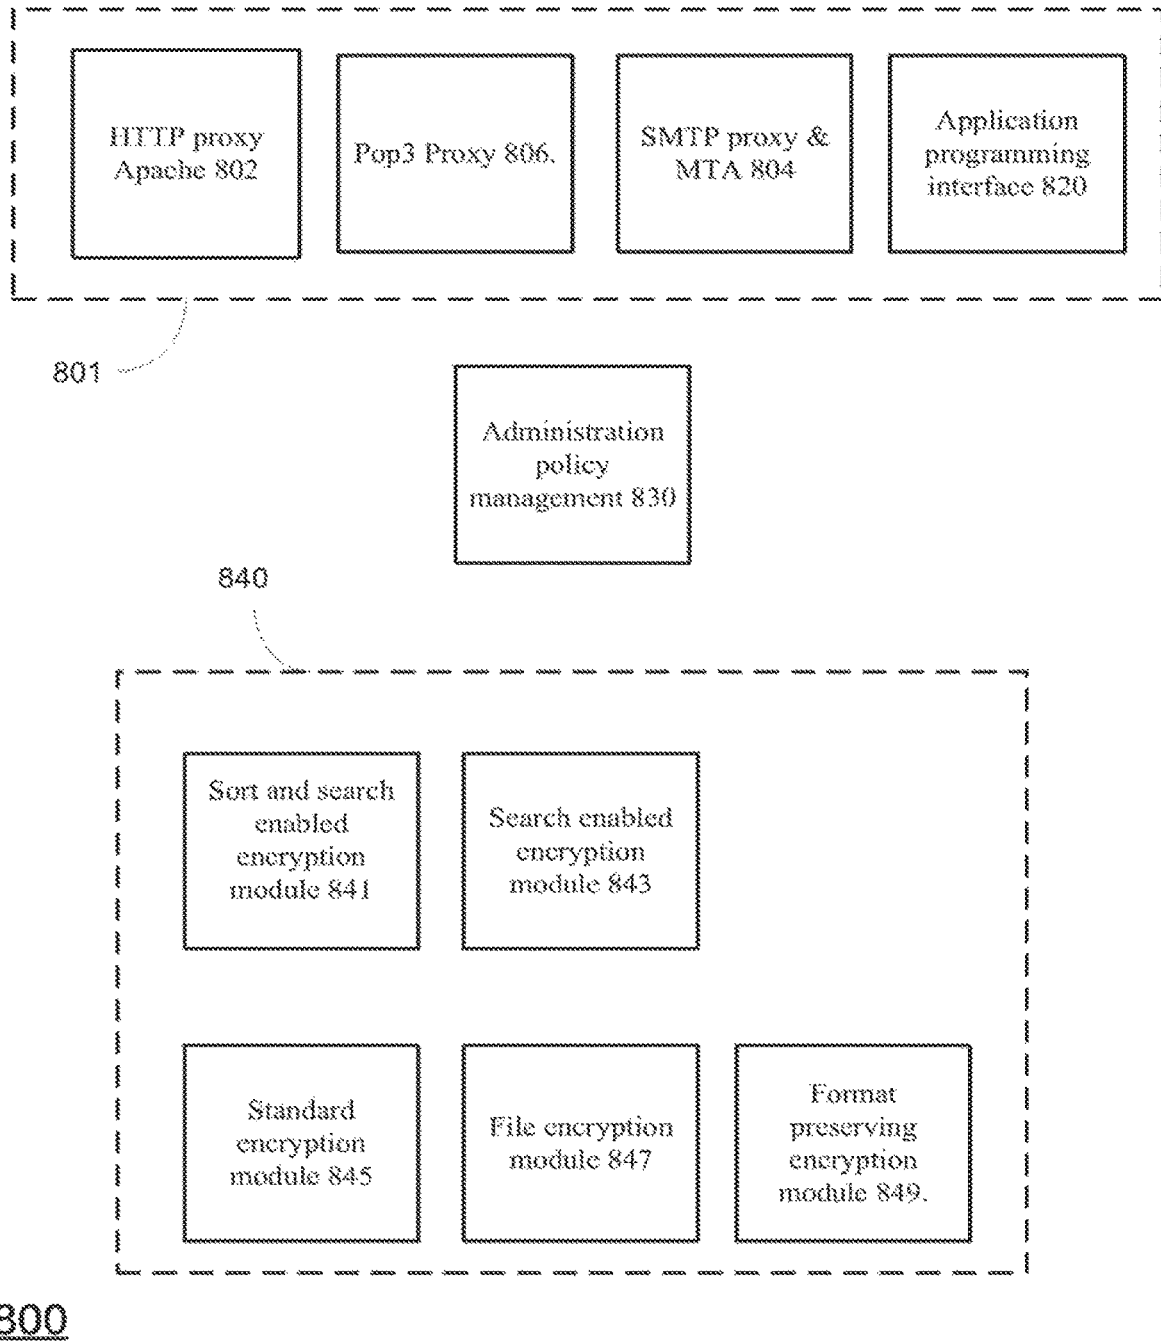 HTTP proxy
Apache 802
Pop3 Proxy 806.
SMTP proxy &
MTA 804
Application
programming
interface 820
801
Administration
policy
management 830
840
Sort and search
enabled
encryption
module 841
Search enabled
encryption
module 843
Standard
encryption
module 845
File encryption
module 847
Format
preserving
encryption
module 849.
800